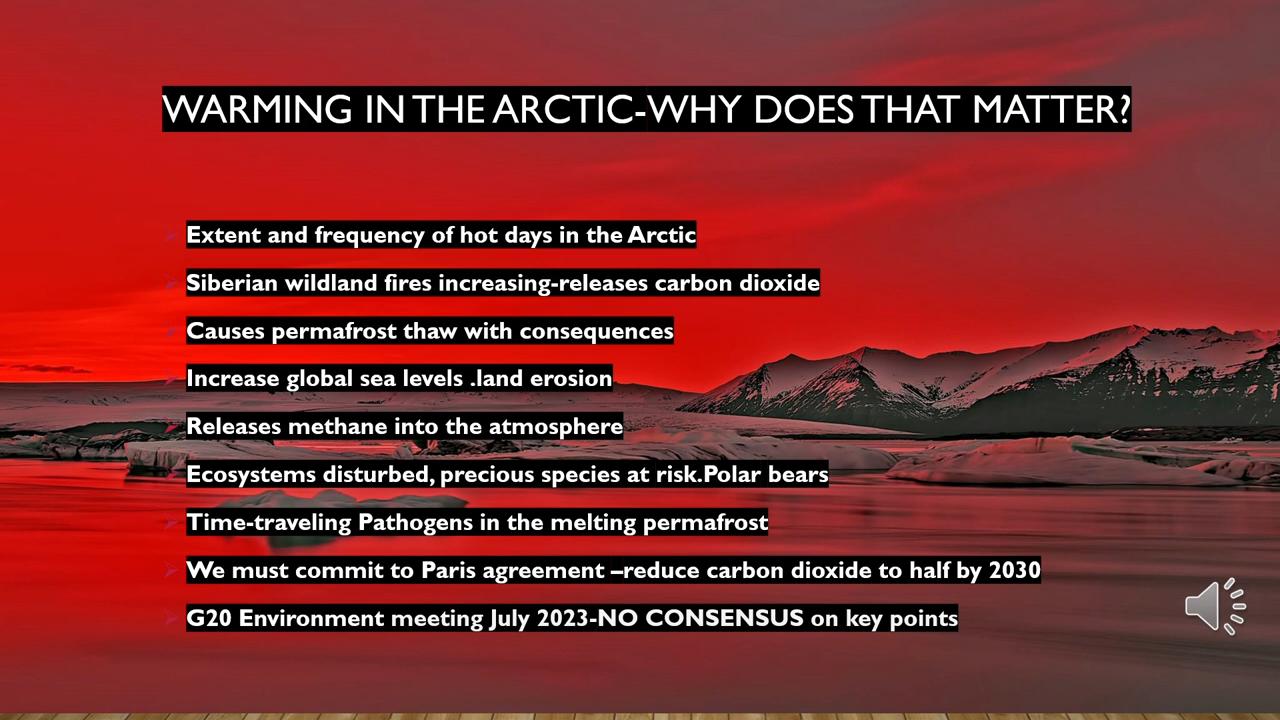 WARMING IN THE ARCTIC-WHY DOES THAT MATTER?
Extent and frequency of hot days in the Arctic
Siberian wildland fires increasing-releases carbon dioxide
Causes permafrost thaw with consequences
Increase global sea levels .land erosion
Releases methane into the atmosphere
Ecosystems disturbed, precious species at risk.Polar bears
Time-traveling Pathogens in the melting permafrost
We must commit to Paris agreement –reduce carbon dioxide to half by 2030
G20 Environment meeting July 2023-NO CONSENSUS on key points